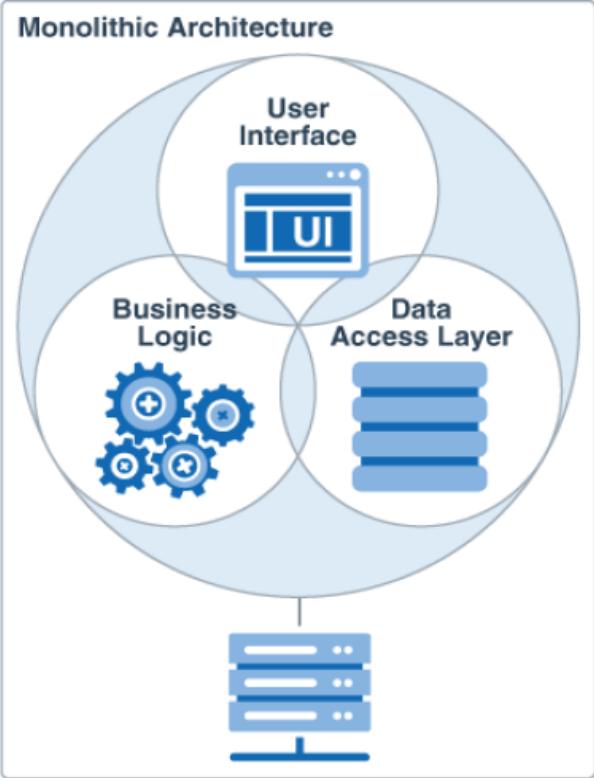 Monolithic Architecture
User
Interface
UI
Business
Logic
Data
Access Layer